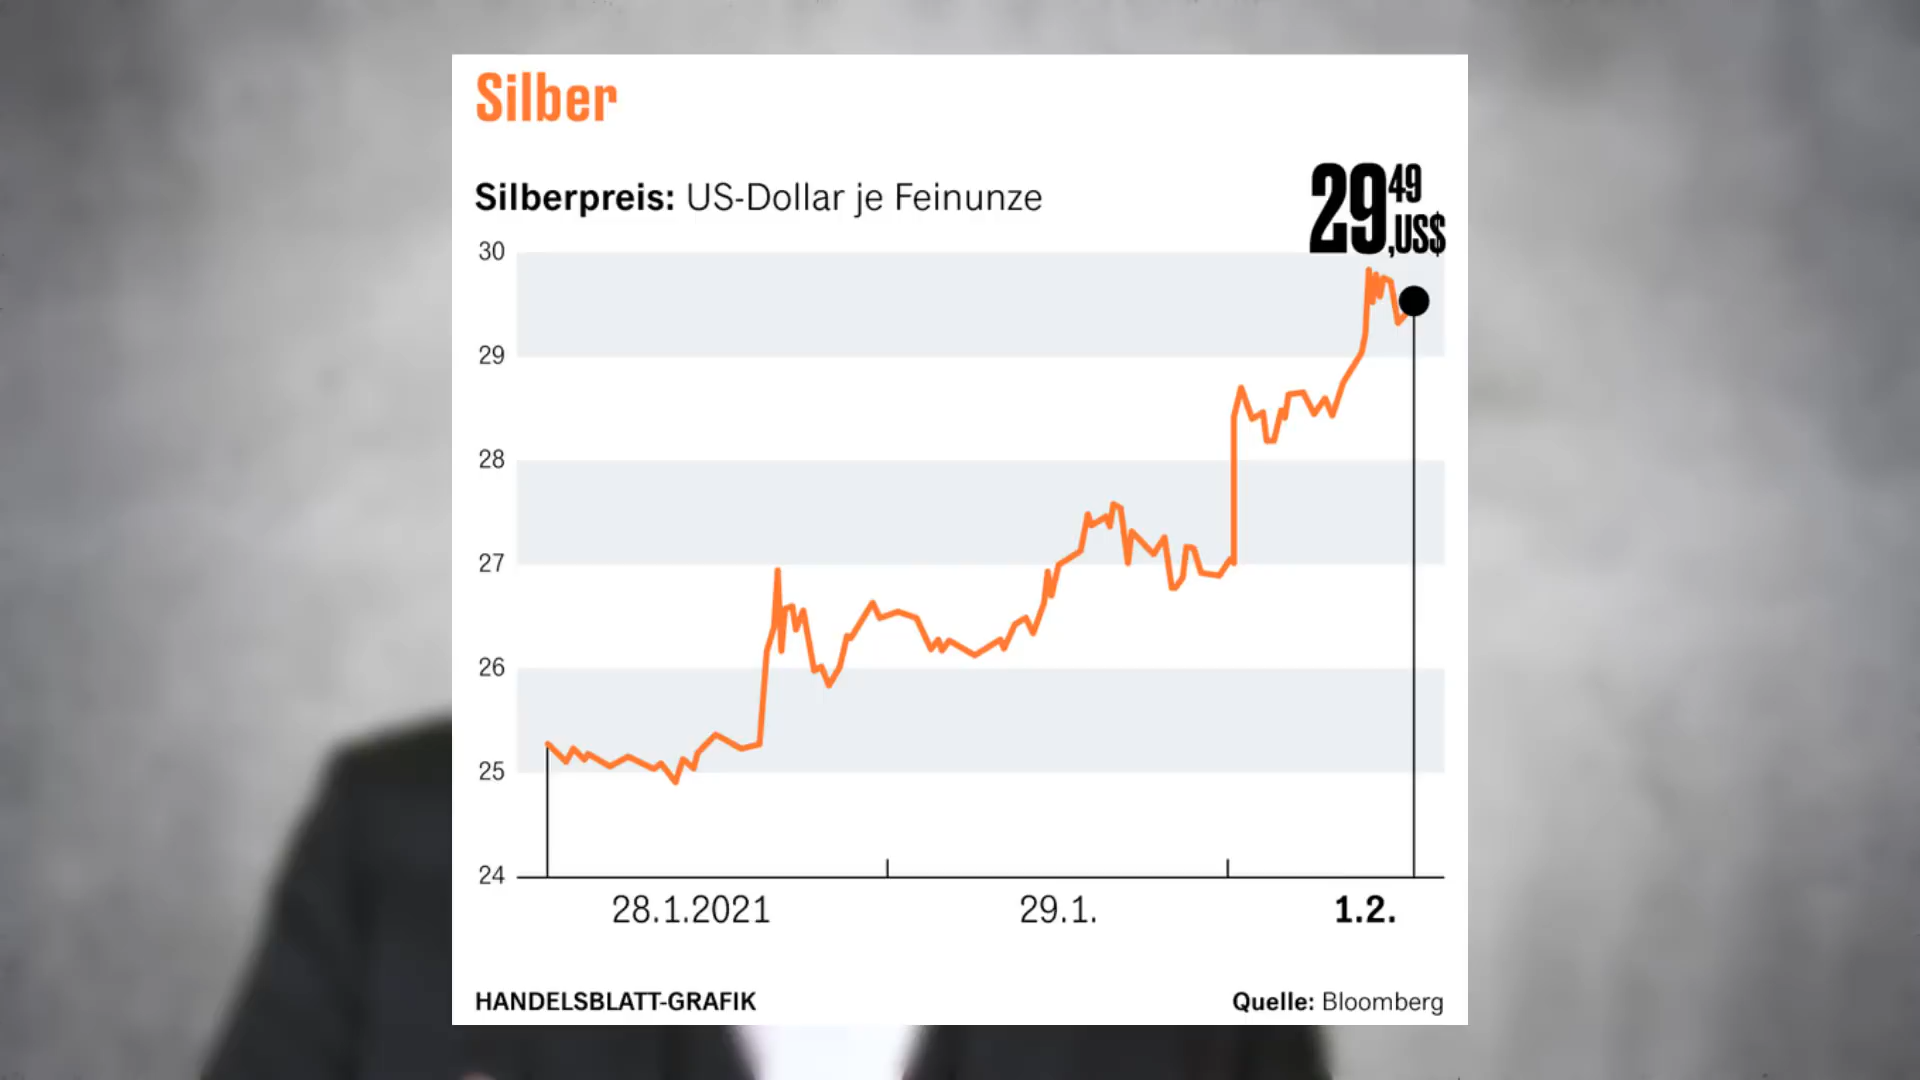 Silber
Silberpreis: US-Dollar je Feinunze
29,49 US$
30
29
28
27
26
25
24
28.1.2021
29.1.
1.2.
HANDELSBLATT-GRAFIK
Quelle: Bloomberg